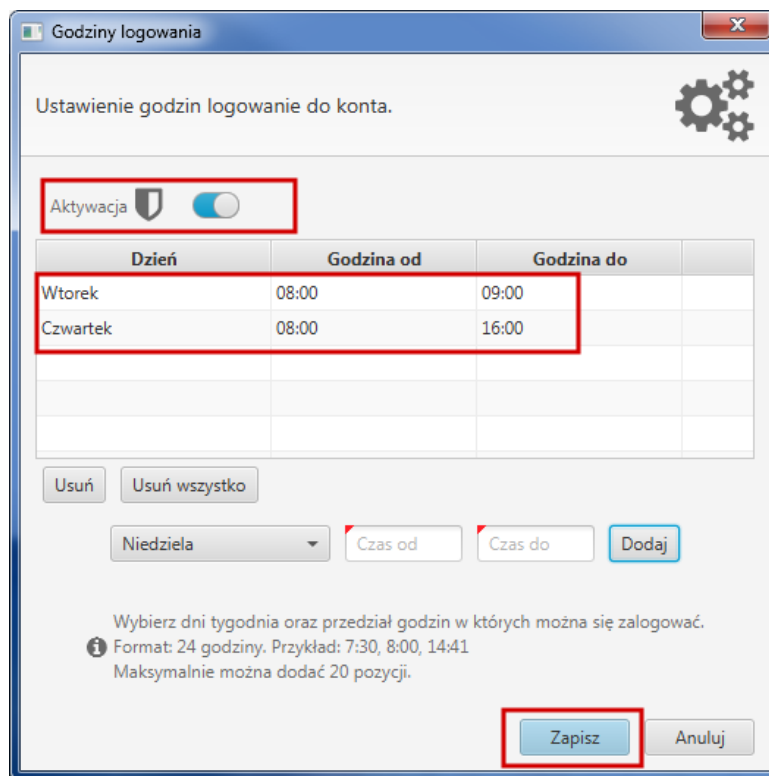 Godziny logowania
Ustawienie godzin logowanie do konta.
Aktywacja
Dzień Godzina od Godzina do
Wtorek 08:00 09:00
Czwartek 08:00 16:00
Usuń Usuń wszystko
Niedziela Czas od Czas do Dodaj
Wybierz dni tygodnia oraz przedział godzin w których można się zalogować.
Format: 24 godziny. Przykład: 7:30, 8:00, 14:41
Maksymalnie można dodać 20 pozycji.
Zapisz Anuluj